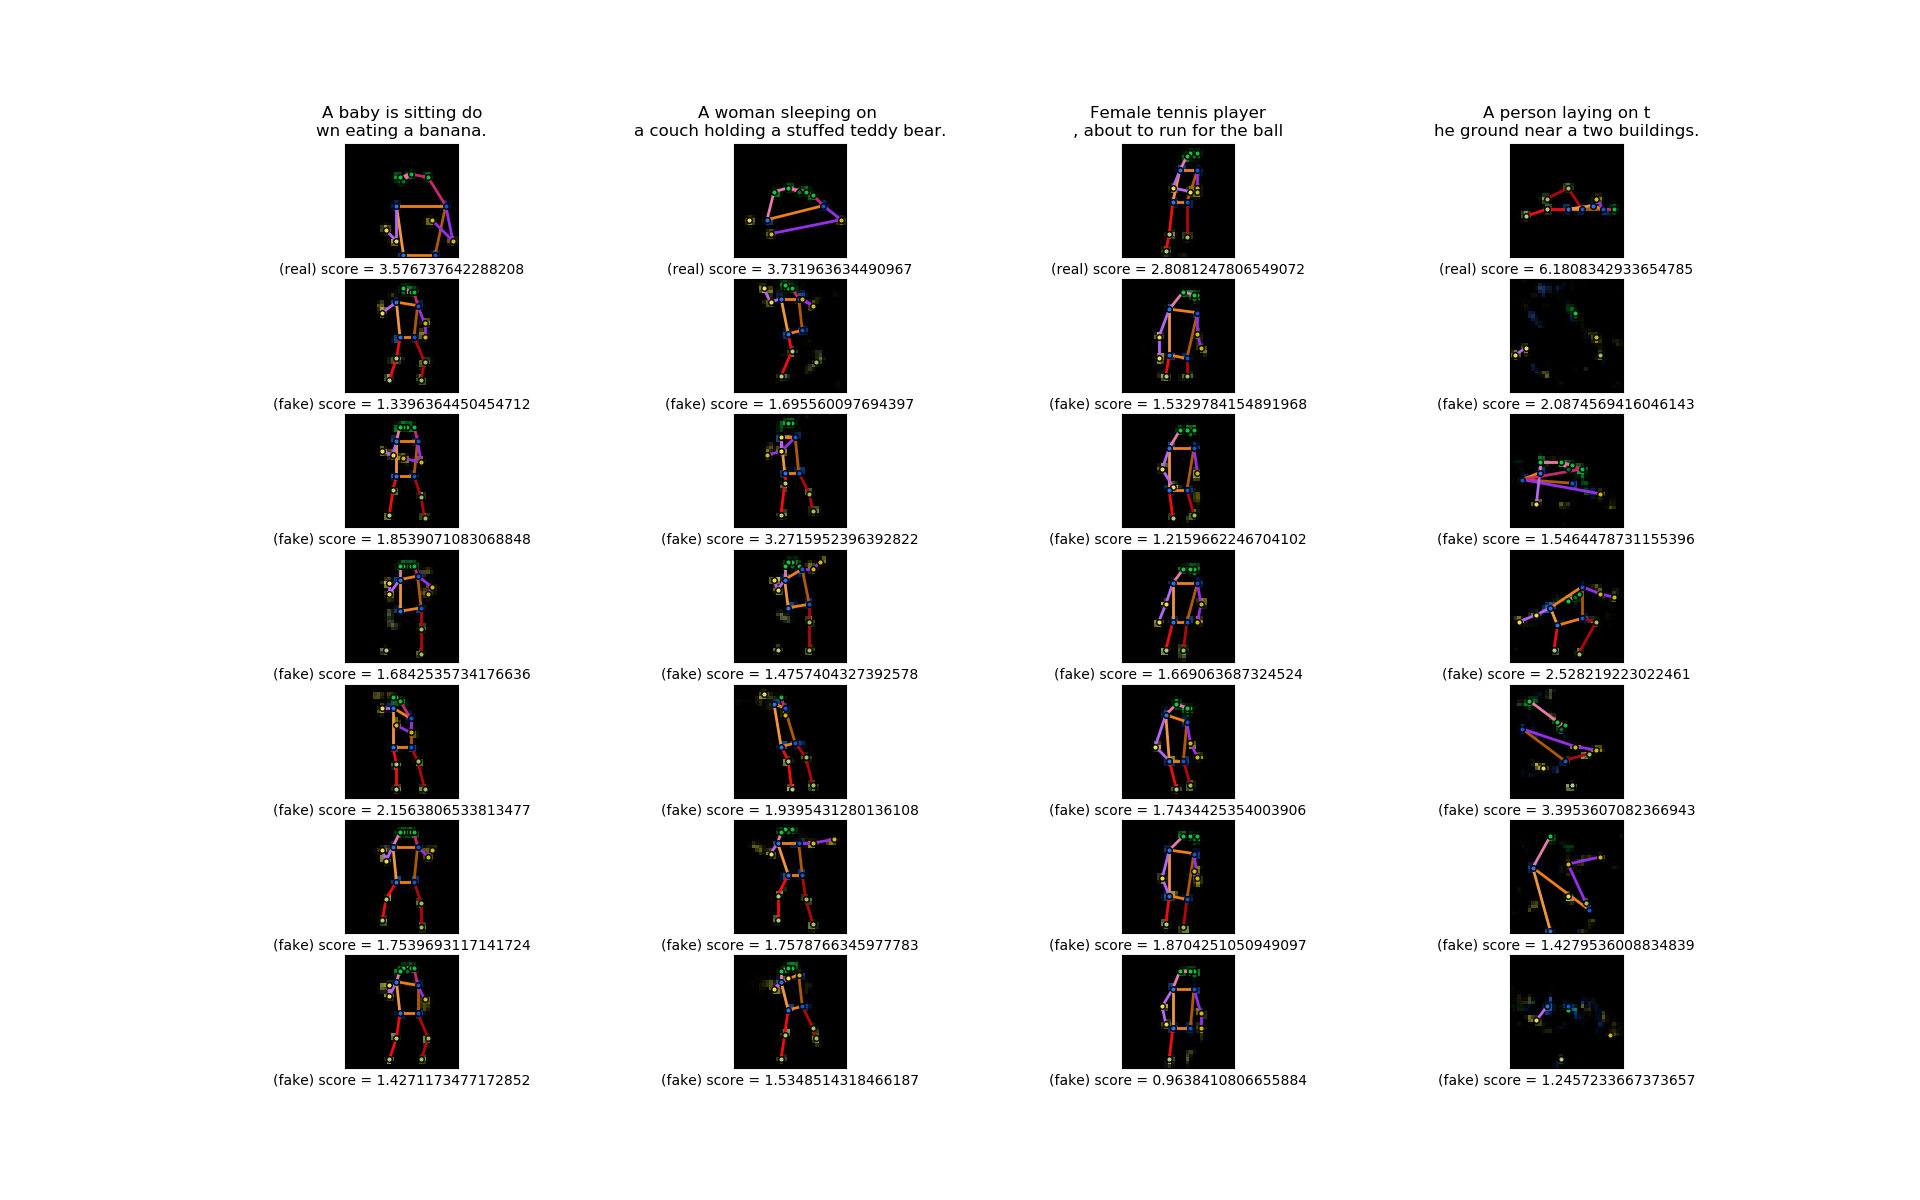 A baby is sitting do
wn eating a banana.
A woman sleeping on
a couch holding a stuffed teddy bear.
Female tennis player
, about to run for the ball
A person laying on t
he ground near a two buildings.
(real) score = 3.576737642288208
(real) score = 3.731963634490967
(real) score = 2.8081247806549072
(real) score = 6.1808342933654785
(fake) score = 1.3396364450454712
(fake) score = 1.695560097694397
(fake) score = 1.5329784154891968
(fake) score = 2.0874569416046143
(fake) score = 1.8539071083068848
(fake) score = 3.2715952396392822
(fake) score = 1.2159662246704102
(fake) score = 1.5464478731155396
(fake) score = 1.6842535734176636
(fake) score = 1.4757404327392578
(fake) score = 1.669063687324524
(fake) score = 2.528219223022461
(fake) score = 2.1563806533813477
(fake) score = 1.9395431280136108
(fake) score = 1.7434425354003906
(fake) score = 3.3953607082366943
(fake) score = 1.7539693117141724
(fake) score = 1.7578766345977783
(fake) score = 1.8704251050949097
(fake) score = 1.4279536008834839
(fake) score = 1.4271173477172852
(fake) score = 1.5348514318466187
(fake) score = 0.9638410806655884
(fake) score = 1.2457233667373657